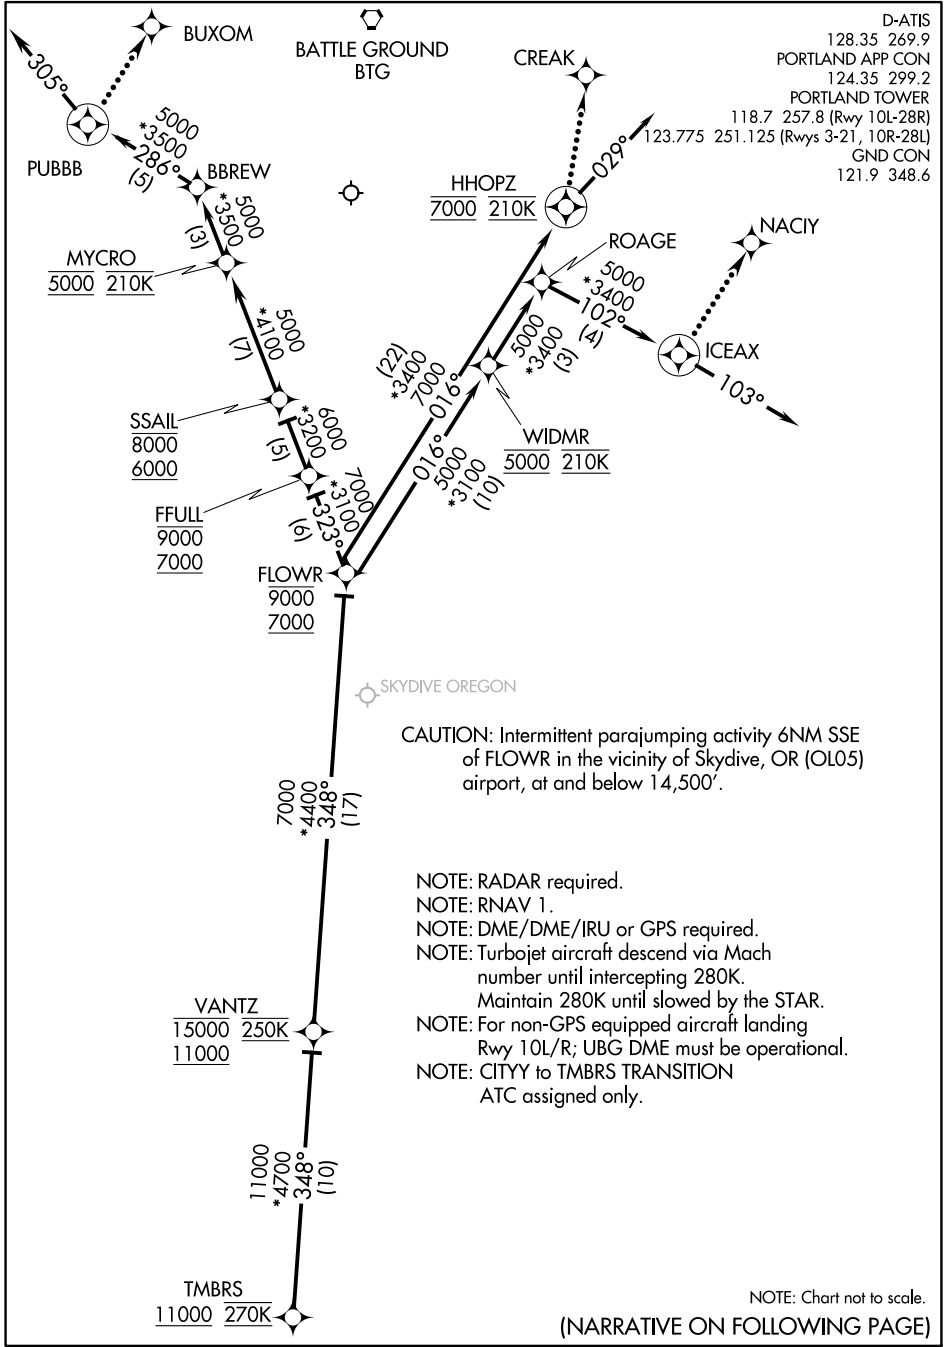 BUXOM
BATTLE GROUND
BTG
CREAK
D-ATIS
128.35 269.9
PORTLAND APP CON
124.35 299.2
PORTLAND TOWER
118.7 257.8 (Rwy 10L-28R)
123.775 251.125 (Rwys 3-21, 10R-28L)
GND CON
121.9 348.6
305°
PUBBB
5000
*3500
286°
(5)
BBREW
HHOPZ
7000 210K
029°
5000
*3500
(3)
MYCRO
5000 210K
ROAGE
NACIY
5000
*3400
102°
(4)
ICEAX
103°
5000
*4100
(7)
(22)
*3400
7000
016°
5000
*3400
(3)
SSAIL
8000
6000
6000
*3200
(5)
WIDMR
5000 210K
016°
5000
*3100
(10)
FFULL
9000
7000
7000
*3100
323°
(6)
FLOWR
9000
7000
SKYDIVE OREGON
CAUTION: Intermittent parajumping activity 6NM SSE
of FLOWR in the vicinity of Skydive, OR (OL05)
airport, at and below 14,500'.
7000
*4400
348°
(17)
NOTE: RADAR required.
NOTE: RNAV 1.
NOTE: DME/DME/IRU or GPS required.
NOTE: Turbojet aircraft descend via Mach
number until intercepting 280K.
Maintain 280K until slowed by the STAR.
NOTE: For non-GPS equipped aircraft landing
Rwy 10L/R; UBG DME must be operational.
NOTE: CITYY to TMBRS TRANSITION
ATC assigned only.
VANTZ
15000 250K
11000
11000
*4700
348°
(10)
TMBRS
11000 270K
NOTE: Chart not to scale.
(NARRATIVE ON FOLLOWING PAGE)